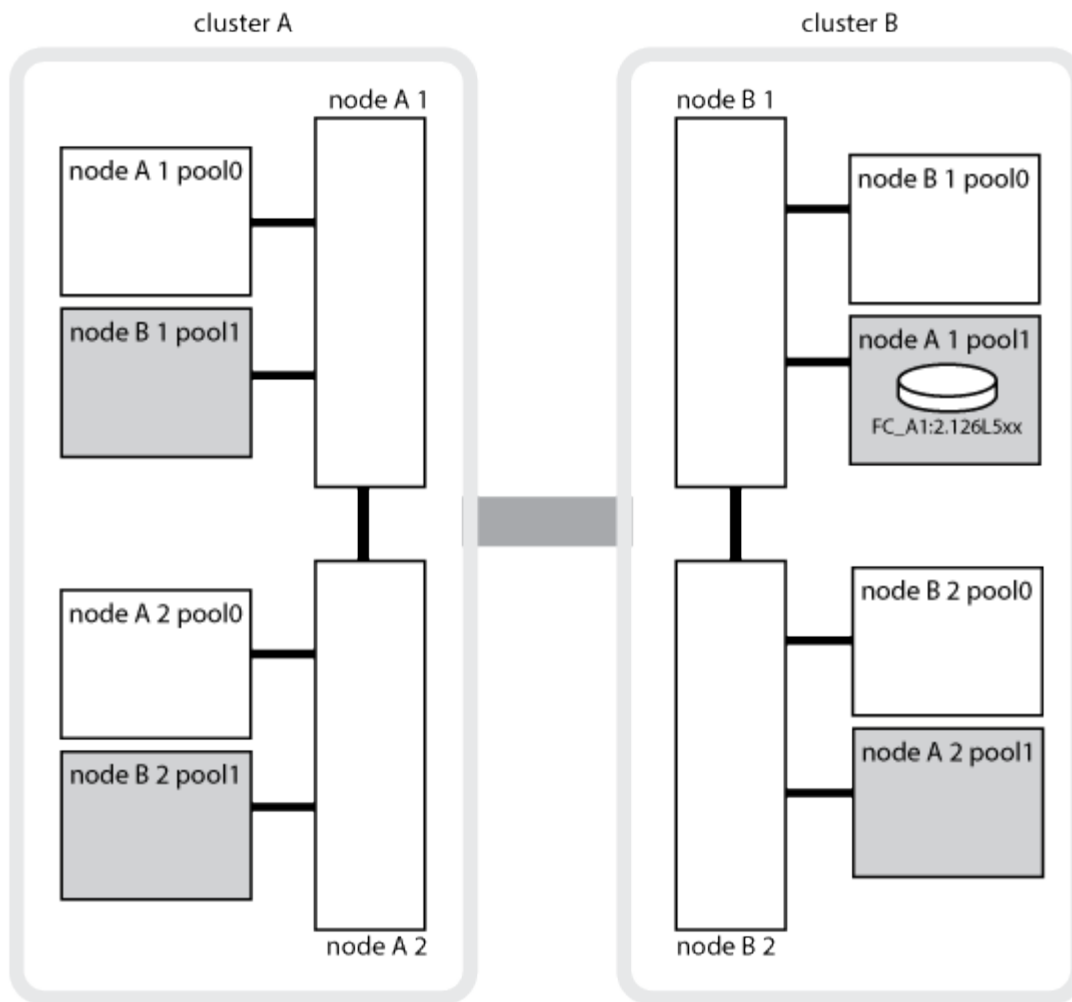 cluster A
cluster B
node A 1
node B 1
node A 1 pool0
node B 1 pool1
node B 1 pool0
node A 1 pool1
FC_A1:2.126L5xx
node A 2 pool0
node B 2 pool1
node B 2 pool0
node A 2 pool1
node A 2
node B 2